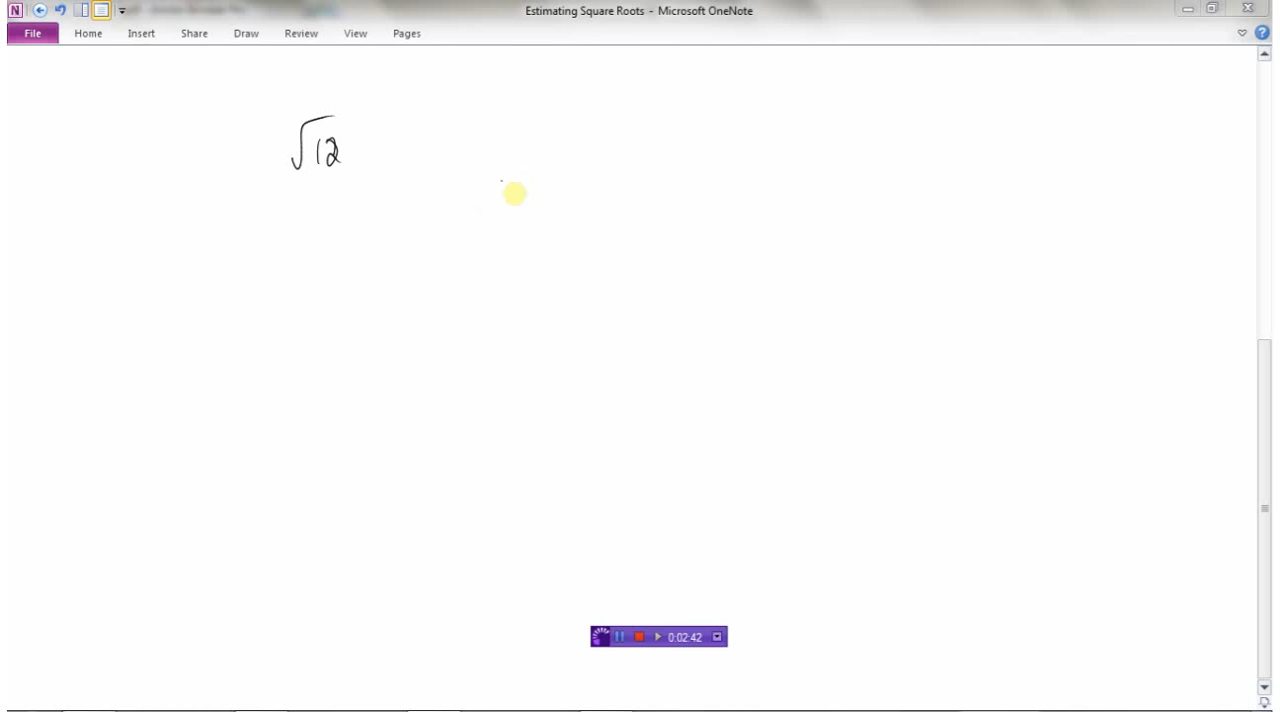 Estimating Square Roots - Microsoft OneNote
File Home Insert Share Draw Review View Pages
√12
0:02:42